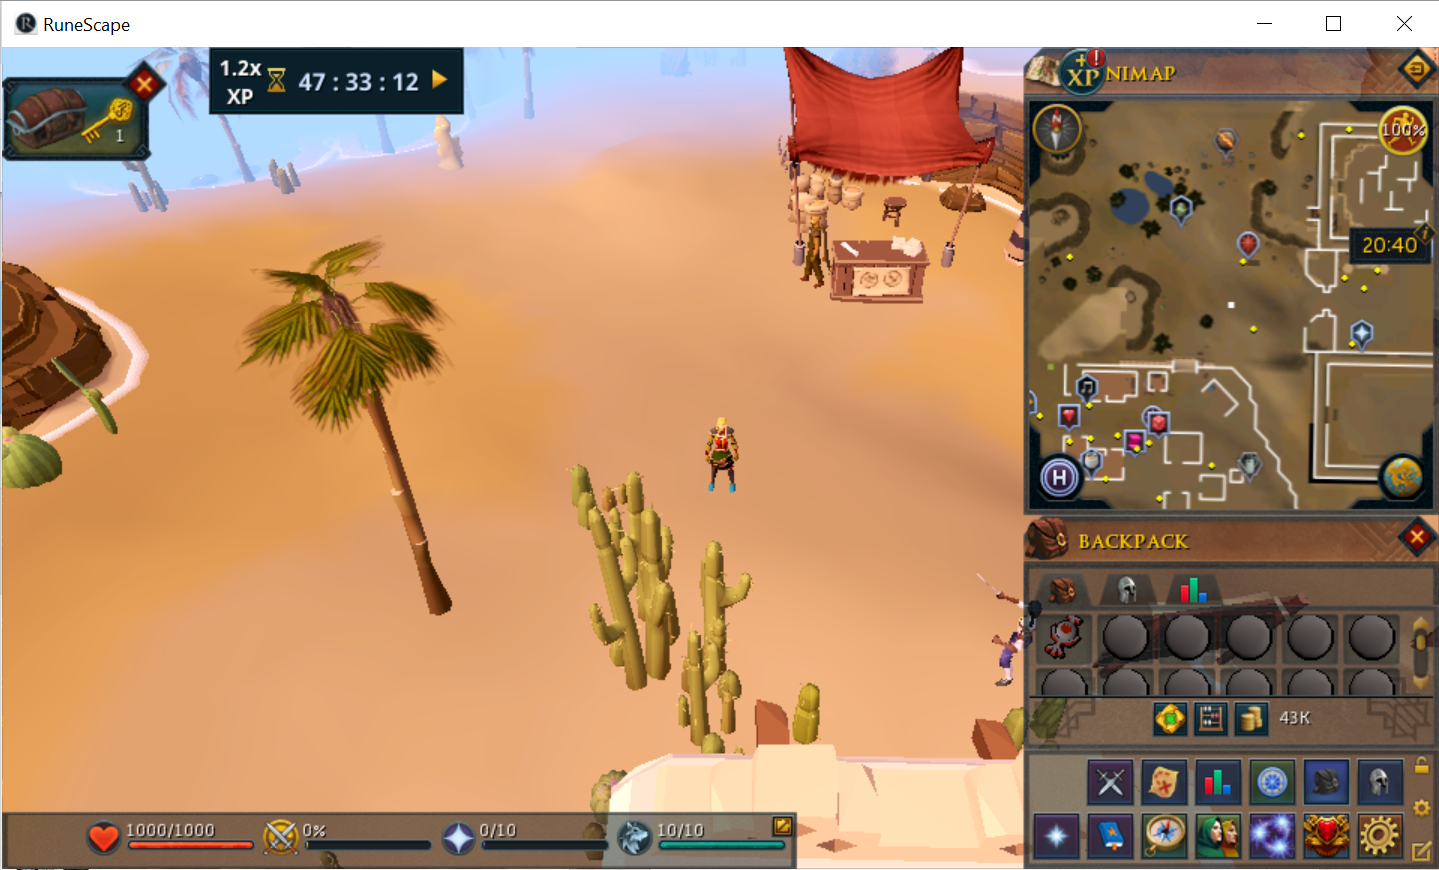 RuneScape
1.2x
XP
47 : 33 : 12
1
XP
NIMAP
100%
20:40
H
BACKPACK
43K
1000/1000
0%
0/10
10/10